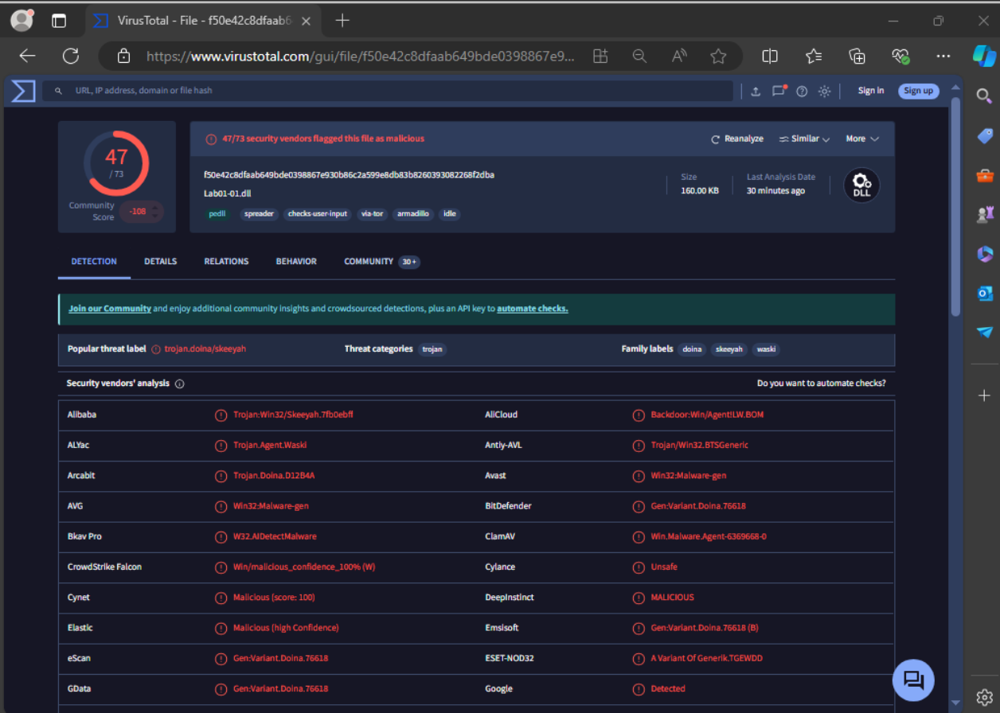 VirusTotal - File - f50e42c8dfaab6
https://www.virustotal.com/gui/file/f50e42c8dfaab649bde0398867e9...
URL, IP address, domain or file hash
Sign in
Sign up
47
/ 73
Community Score
-108
47/73 security vendors flagged this file as malicious
Reanalyze
Similar
More
f50e42c8dfaab649bde0398867e930b86c2a599e8db83b8260393082268f2dba
Lab01-01.dll
pedll spreader checks-user-input via-tor armadillo idle
Size
160.00 KB
Last Analysis Date
30 minutes ago
DLL
DETECTION DETAILS RELATIONS BEHAVIOR COMMUNITY 30+
Join our Community and enjoy additional community insights and crowdsourced detections, plus an API key to automate checks.
Popular threat label trojan.doina/skeeyah Threat categories trojan Family labels doina skeeyah waski
Security vendors' analysis Do you want to automate checks?
Alibaba Trojan:Win32/Skeeyah.7fb0ebff AliCloud Backdoor:Win/Agent!LW.BOM
ALYac Trojan.Agent.Waski Antiy-AVL Trojan/Win32.BTSGeneric
Arcabit Trojan.Doina.D12B4A Avast Win32:Malware-gen
AVG Win32:Malware-gen BitDefender Gen:Variant.Doina.76618
Bkav Pro W32.AIDetectMalware ClamAV Win.Malware.Agent-6369668-0
CrowdStrike Falcon Win/malicious_confidence_100% (W) Cylance Unsafe
Cynet Malicious (score: 100) DeepInstinct MALICIOUS
Elastic Malicious (high Confidence) Emsisoft Gen:Variant.Doina.76618 (B)
eScan Gen:Variant.Doina.76618 ESET-NOD32 A Variant Of Generik.TGEWDD
GData Gen:Variant.Doina.76618 Google Detected